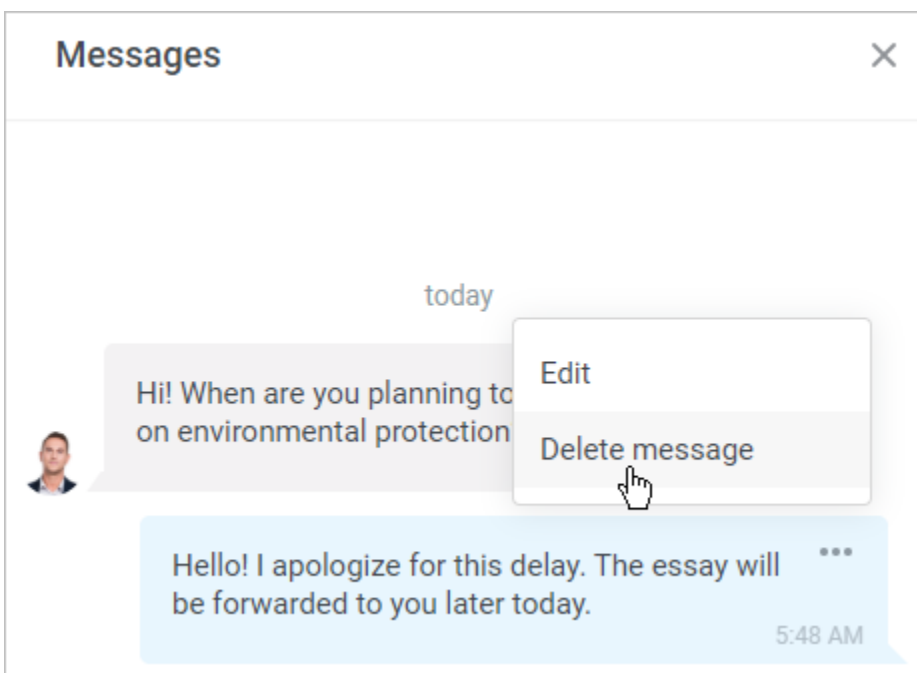 Messages
today
Hi! When are you planning to
on environmental protection
Edit
Delete message
Hello! I apologize for this delay. The essay will
be forwarded to you later today.
5:48 AM